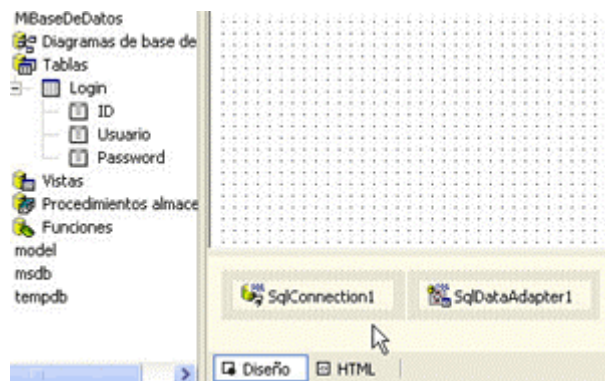 MiBaseDeDatos
Diagramas de base de
Tablas
Login
ID
Usuario
Password
Vistas
Procedimientos almace
Funciones
model
msdb
tempdb
SqlConnection1
SqlDataAdapter1
Diseño
HTML